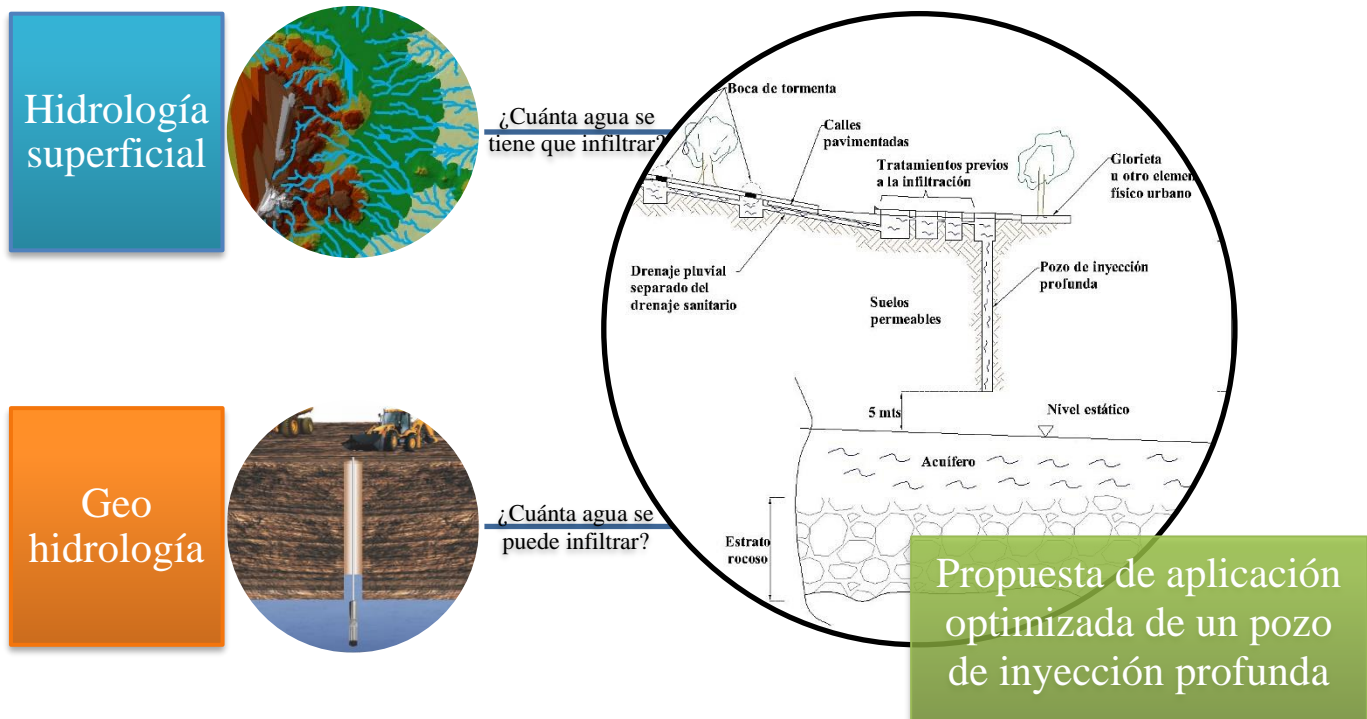 Hidrología
superficial
¿Cuánta agua se
tiene que infiltrar?
Boca de tormenta
Calles
pavimentadas
Tratamientos previos
a la infiltración
Glorieta
u otro elemen
físico urbano
Drenaje pluvial
separado del
drenaje sanitario
Suelos
permeables
Pozo de inyección
profunda
5 mts
Nivel estático
Acuífero
Estrato
rocoso
Geo
hidrología
¿Cuánta agua se
puede infiltrar?
Propuesta de aplicación
optimizada de un pozo
de inyección profunda